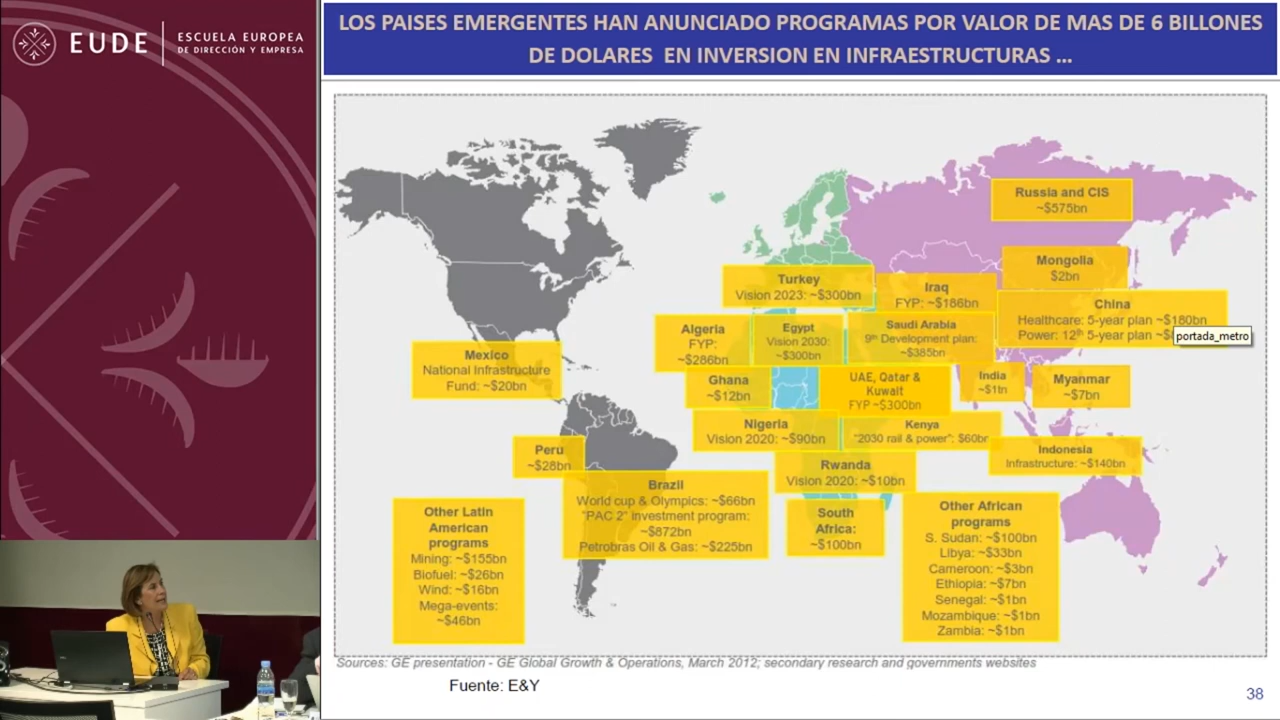 EUDE
ESCUELA EUROPEA
DE DIRECCIÓN Y EMPRESA
LOS PAISES EMERGENTES HAN ANUNCIADO PROGRAMAS POR VALOR DE MAS DE 6 BILLONES
DE DOLARES EN INVERSION EN INFRAESTRUCTURAS ...
Russia and CIS
~$575bn
Mongolia
$2bn
Turkey
Vision 2023: ~$300bn
Iraq
FYP: ~$186bn
China
Healthcare: 5-year plan ~$180bn
Power: 12th 5-year plan
portada_metro
Algeria
FYP:
~$286bn
Egypt
Vision 2030:
~$300bn
Saudi Arabia
9th Development plan:
~$385bn
Mexico
National Infrastructure
Fund: ~$20bn
Ghana
~$12bn
UAE, Qatar &
Kuwait
FYP ~$300bn
India
~$1tn
Myanmar
~$7bn
Nigeria
Vision 2020: ~$90bn
Kenya
"2030 rail & power": $60bn
Peru
~$28bn
Indonesia
Infrastructure: ~$140bn
Rwanda
Vision 2020: ~$10bn
Brazil
World cup & Olympics: ~$66bn
"PAC 2" investment program:
~$872bn
Petrobras Oil & Gas: ~$225bn
South
Africa:
~$100bn
Other Latin
American
programs
Mining: ~$155bn
Biofuel: ~$26bn
Wind: ~$16bn
Mega-events:
~$46bn
Other African
programs
S. Sudan: ~$100bn
Libya: ~$33bn
Cameroon: ~$3bn
Ethiopia: ~$7bn
Senegal: ~$1bn
Mozambique: ~$1bn
Zambia: ~$1bn
Sources: GE presentation - GE Global Growth & Operations, March 2012; secondary research and governments websites
Fuente: E&Y
38